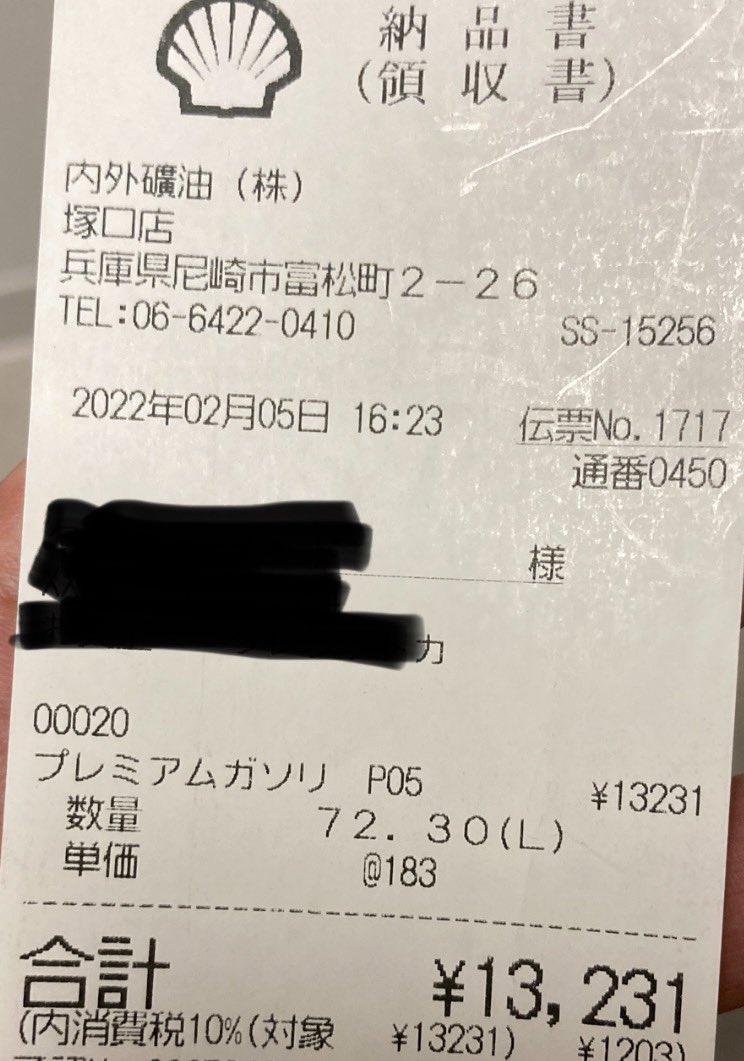 納品書
(領収書)
内外礦油（株）
塚口店
兵庫県尼崎市富松町２－２６
TEL:06-6422-0410 SS-15256
2022年02月05日 16:23 伝票No.1717
通番0450
様
カ
00020
プレミアムガソリ P05 ¥13231
数量 ７２．３０(L)
単価 @183
合計 ¥13,231
(内消費税10%(対象 ¥13231) ¥1203)